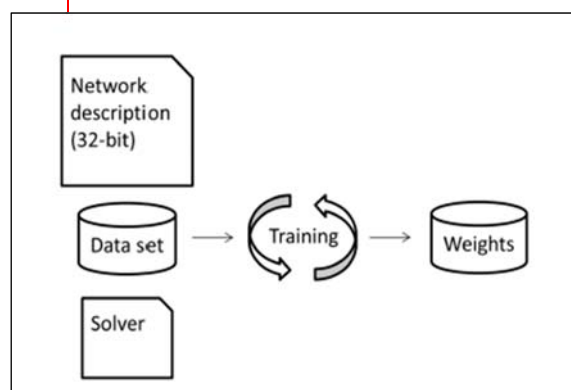 Network
description
(32-bit)
Data set
Training
Weights
Solver